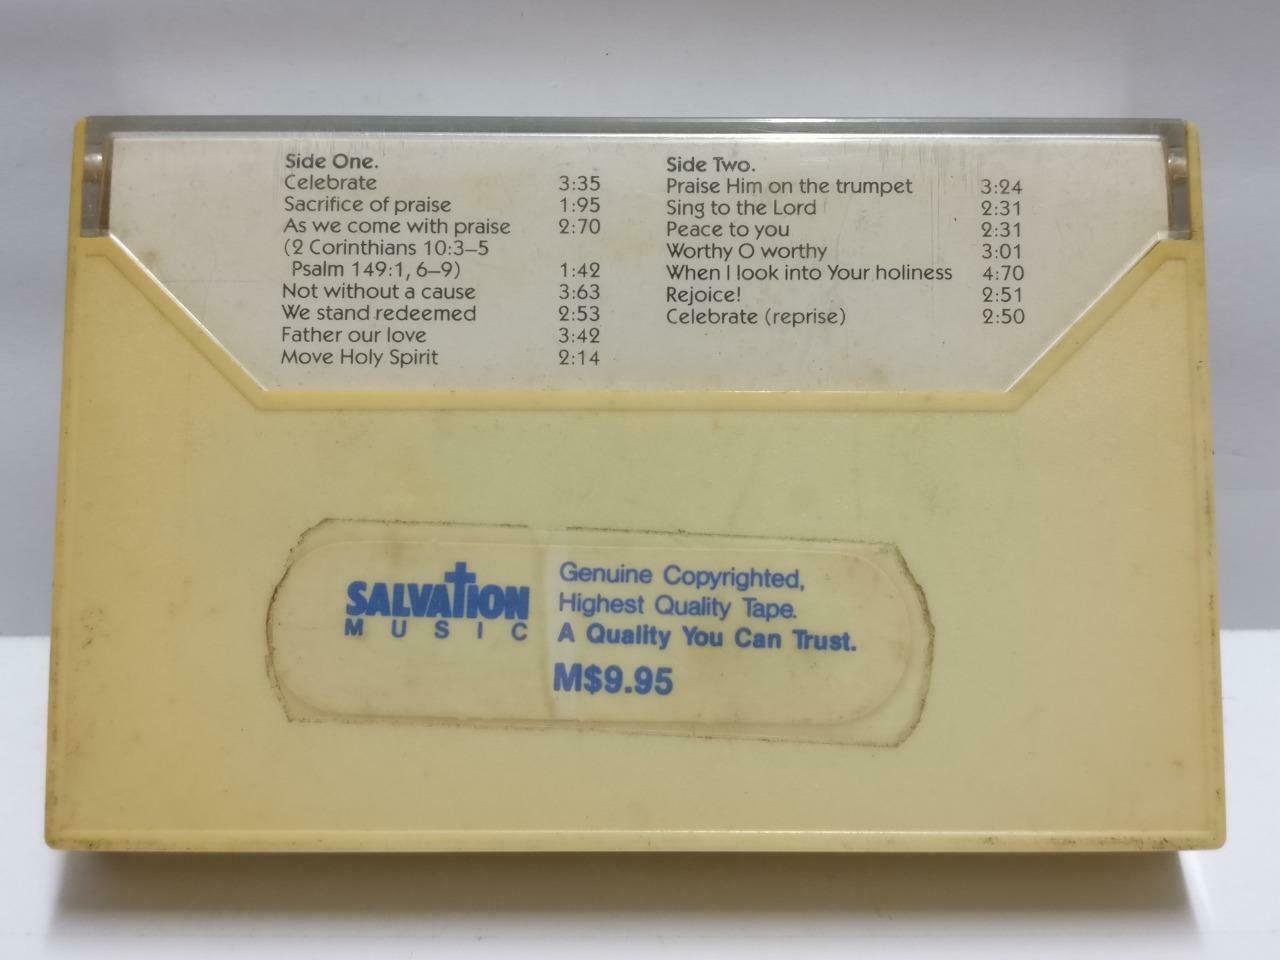 Side One.
Celebrate 3:35
Sacrifice of praise 1:95
As we come with praise 2:70
(2 Corinthians 10:3–5
Psalm 149:1, 6–9) 1:42
Not without a cause 3:63
We stand redeemed 2:53
Father our love 3:42
Move Holy Spirit 2:14
Side Two.
Praise Him on the trumpet 3:24
Sing to the Lord 2:31
Peace to you 2:31
Worthy O worthy 3:01
When I look into Your holiness 4:70
Rejoice! 2:51
Celebrate (reprise) 2:50
SALVATION
MUSIC
Genuine Copyrighted,
Highest Quality Tape.
A Quality You Can Trust.
M$9.95